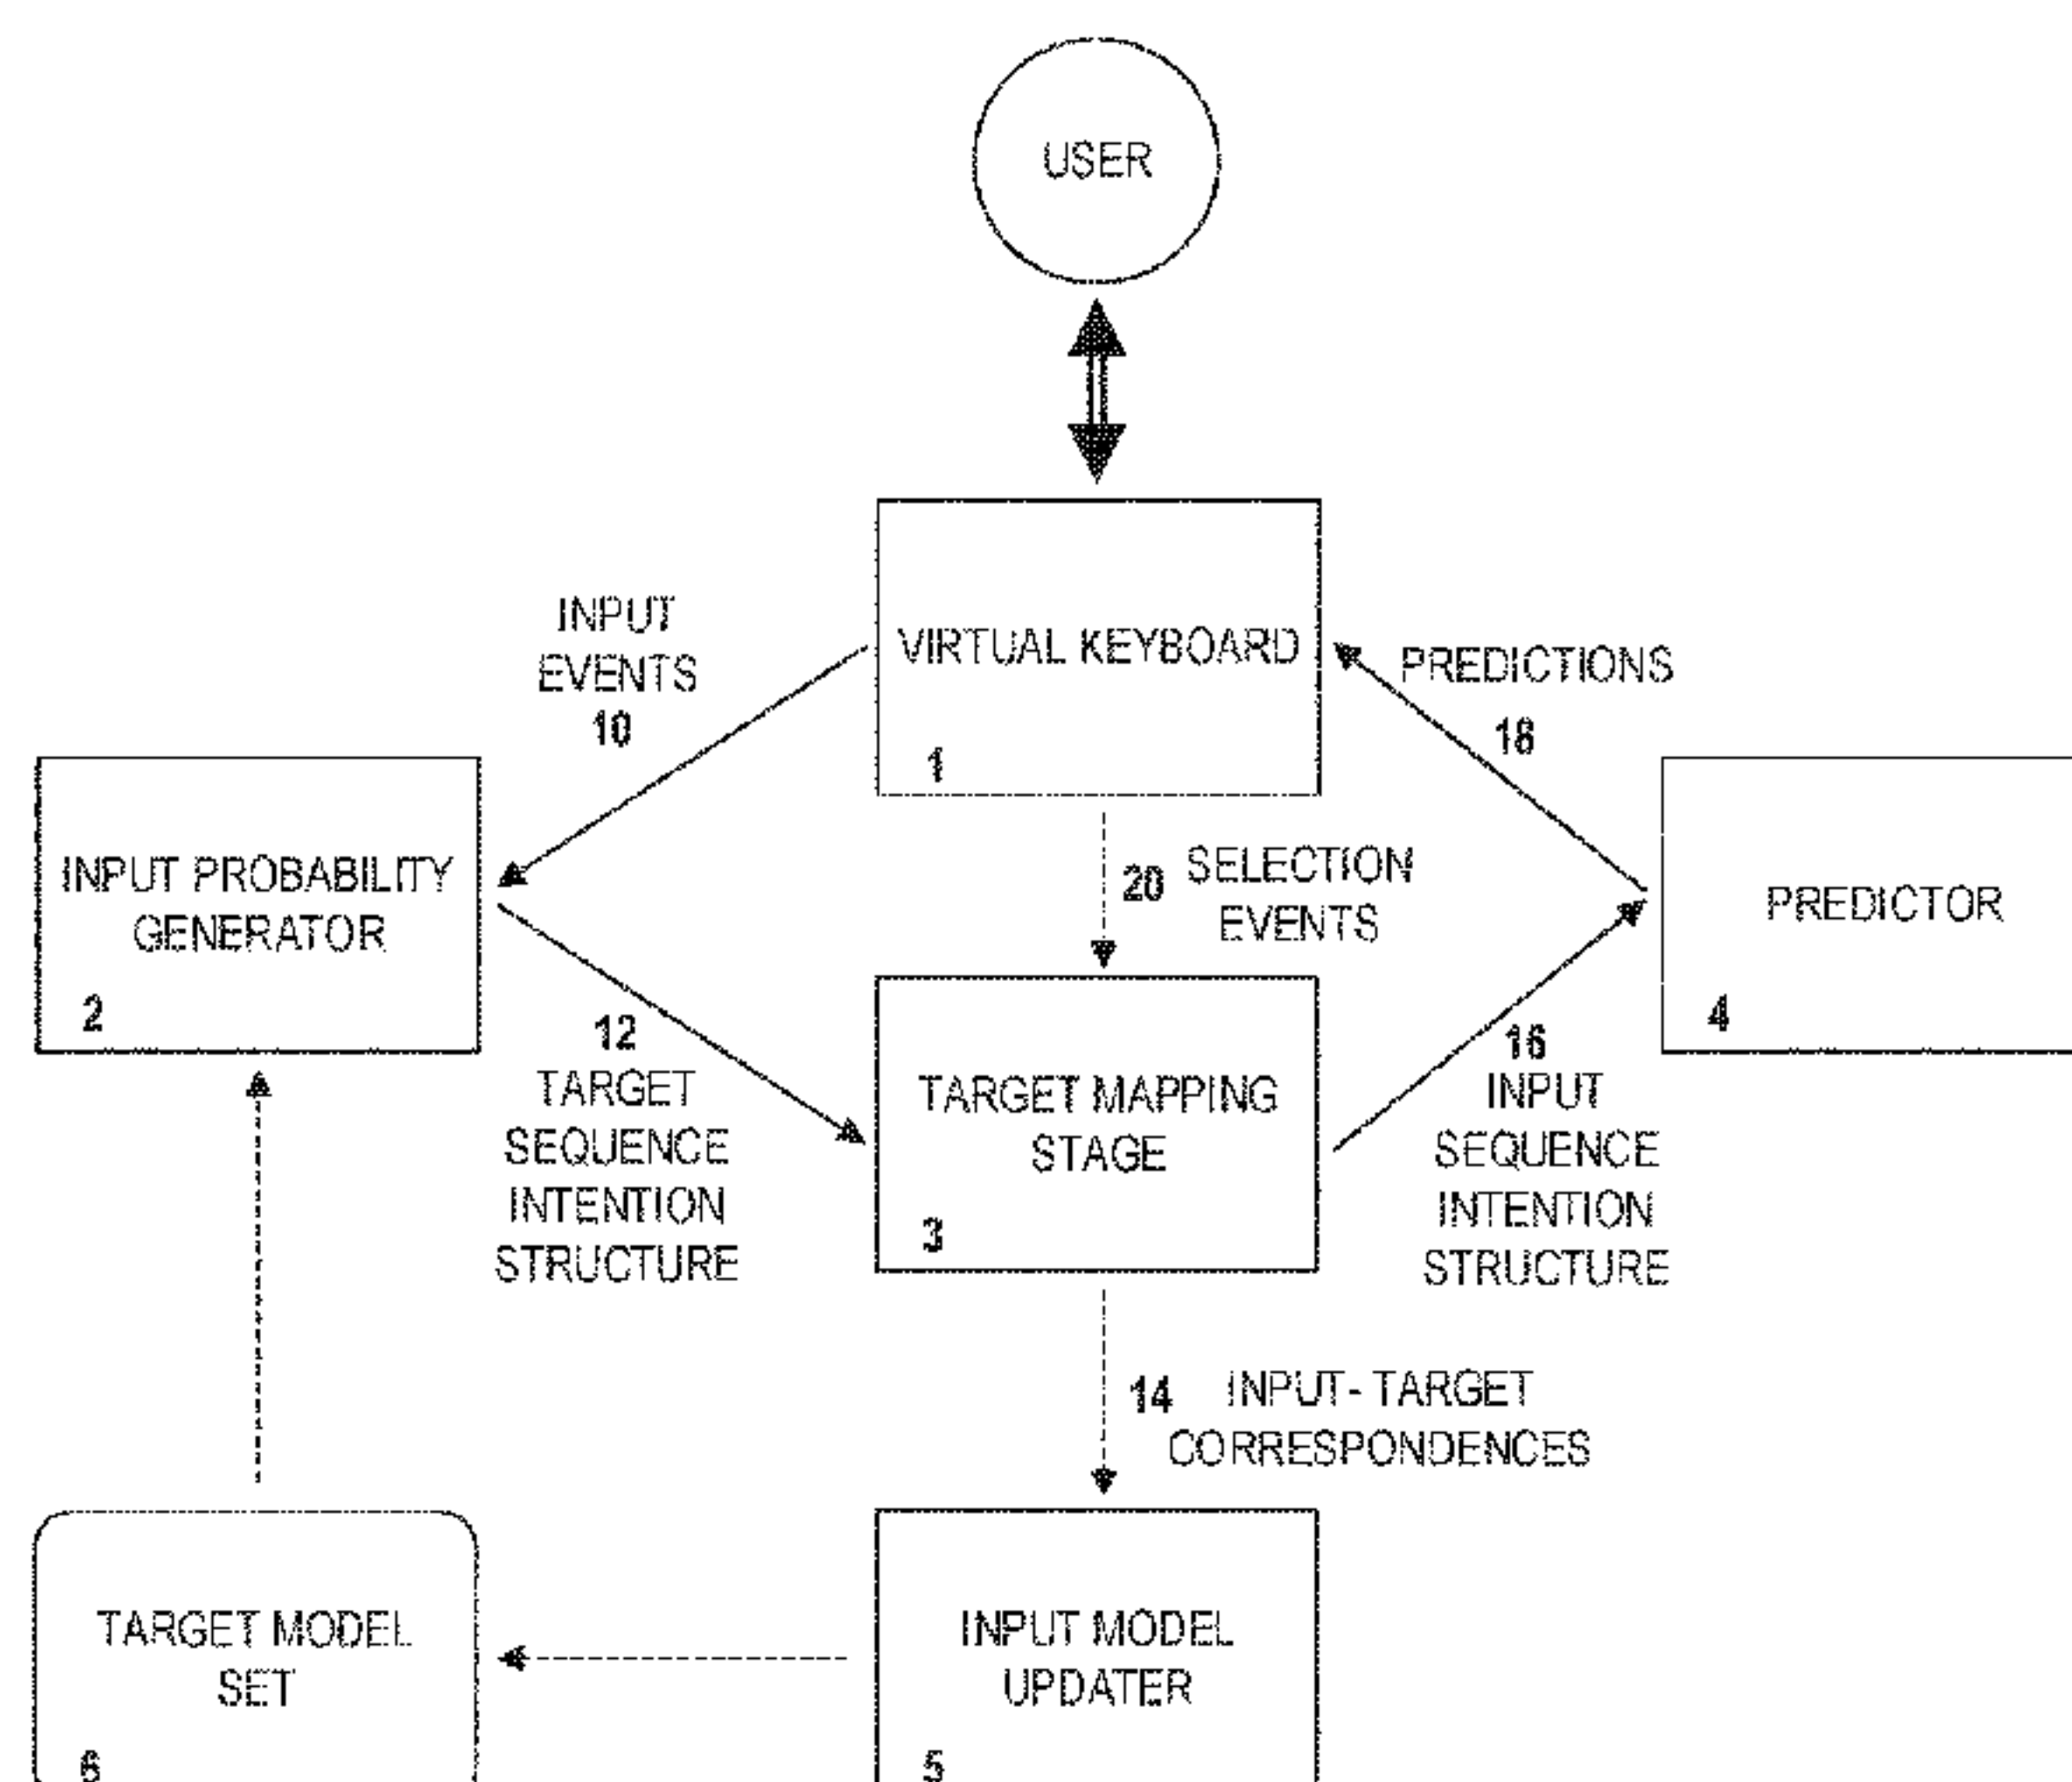 USER
INPUT
EVENTS
10
VIRTUAL KEYBOARD
1
PREDICTIONS
18
INPUT PROBABILITY
GENERATOR
2
20
SELECTION
EVENTS
PREDICTOR
4
12
TARGET
SEQUENCE
INTENTION
STRUCTURE
TARGET MAPPING
STAGE
3
16
INPUT
SEQUENCE
INTENTION
STRUCTURE
14
INPUT- TARGET
CORRESPONDENCES
TARGET MODEL
SET
6
INPUT MODEL
UPDATER
5